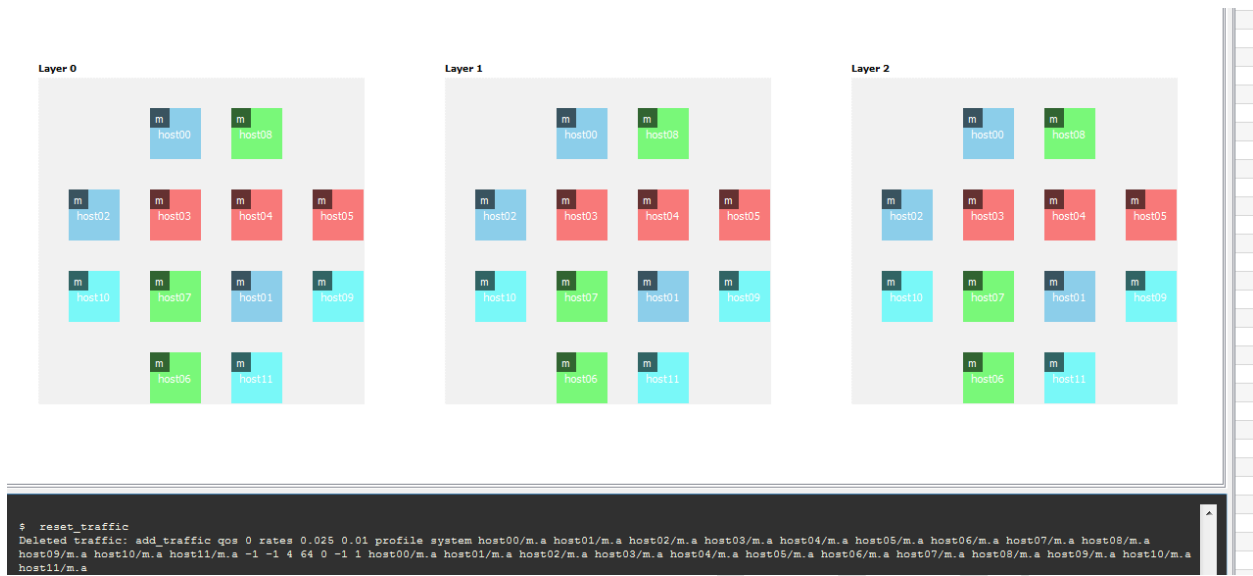 Layer 0
Layer 1
Layer 2
m
host00
m
host08
m
host00
m
host08
m
host00
m
host08
m
host02
m
host03
m
host04
m
host05
m
host02
m
host03
m
host04
m
host05
m
host02
m
host03
m
host04
m
host05
m
host10
m
host07
m
host01
m
host09
m
host10
m
host07
m
host01
m
host09
m
host10
m
host07
m
host01
m
host09
m
host06
m
host11
m
host06
m
host11
m
host06
m
host11
$ reset_traffic
Deleted traffic: add_traffic qos 0 rates 0.025 0.01 profile system host00/m.a host01/m.a host02/m.a host03/m.a host04/m.a host05/m.a host06/m.a host07/m.a host08/m.a
host09/m.a host10/m.a host11/m.a -1 -1 4 64 0 -1 1 host00/m.a host01/m.a host02/m.a host03/m.a host04/m.a host05/m.a host06/m.a host07/m.a host08/m.a host09/m.a host10/m.a
host11/m.a